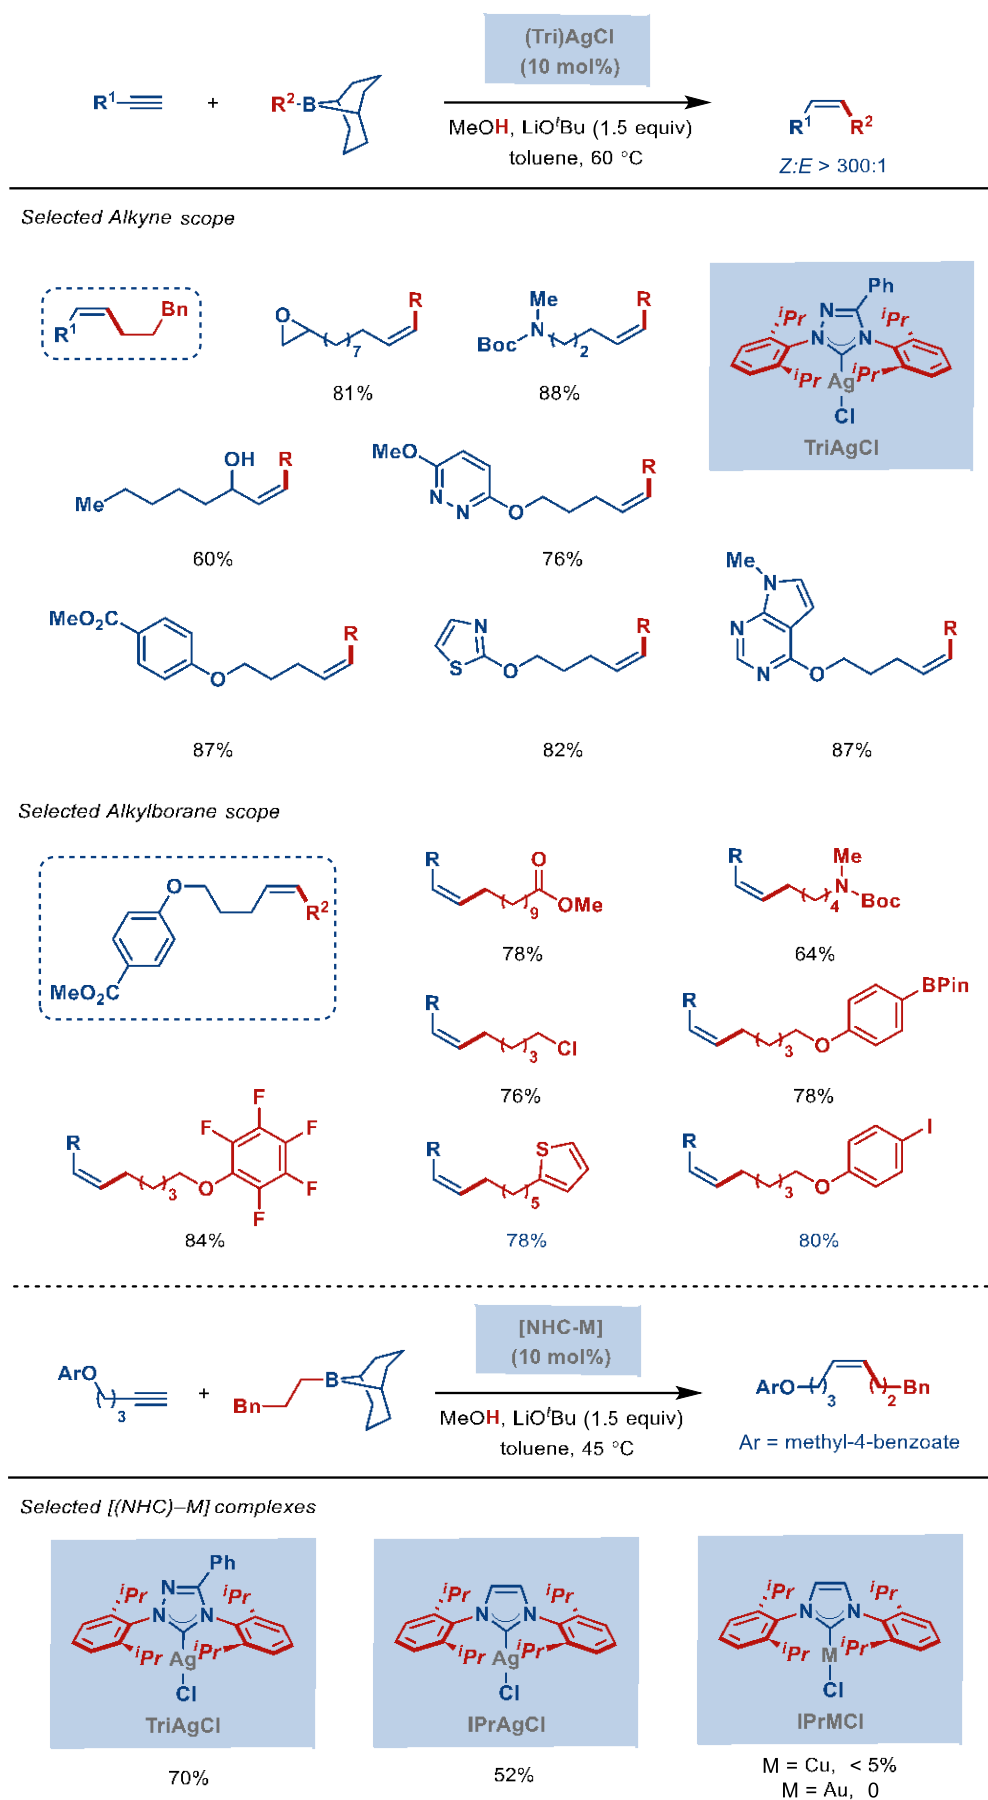 (Tri)AgCl
(10 mol%)
R¹
+
R²-B
MeOH, LiOᵗBu (1.5 equiv)
toluene, 60 °C
R¹ R²
Z:E > 300:1
Selected Alkyne scope
R¹ Bn
O 7 R
81%
Me
Boc N 2 R
88%
Ph
N N N
iPr iPr
iPr iPr
Ag
Cl
TriAgCl
OH R
Me
60%
MeO N N O R
76%
MeO₂C O R
87%
N S O R
82%
Me N N N O R
87%
Selected Alkylborane scope
O R²
MeO₂C
R O
9 OMe
78%
R Me
4 N Boc
64%
R
3 Cl
76%
R BPin
3 O
78%
R F F F F F
3 O
84%
R S
5
78%
R I
3 O
80%
[NHC-M]
(10 mol%)
ArO
3
+
Bn B
MeOH, LiOᵗBu (1.5 equiv)
toluene, 45 °C
ArO 3 2 Bn
Ar = methyl-4-benzoate
Selected [(NHC)–M] complexes
Ph
N N N
iPr iPr
iPr iPr
Ag
Cl
TriAgCl
70%
iPr iPr
N N
iPr iPr
Ag
Cl
IPrAgCl
52%
iPr iPr
N N
iPr iPr
M
Cl
IPrMCl
M = Cu, < 5%
M = Au, 0